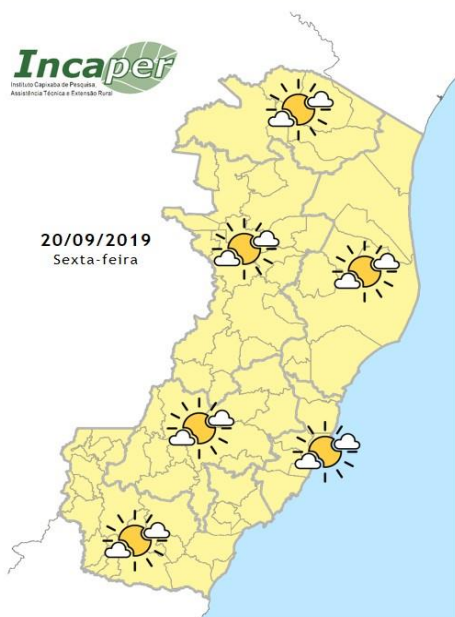 Incaper
Instituto Capixaba de Pesquisa,
Assistência Técnica e Extensão Rural
20/09/2019
Sexta-feira